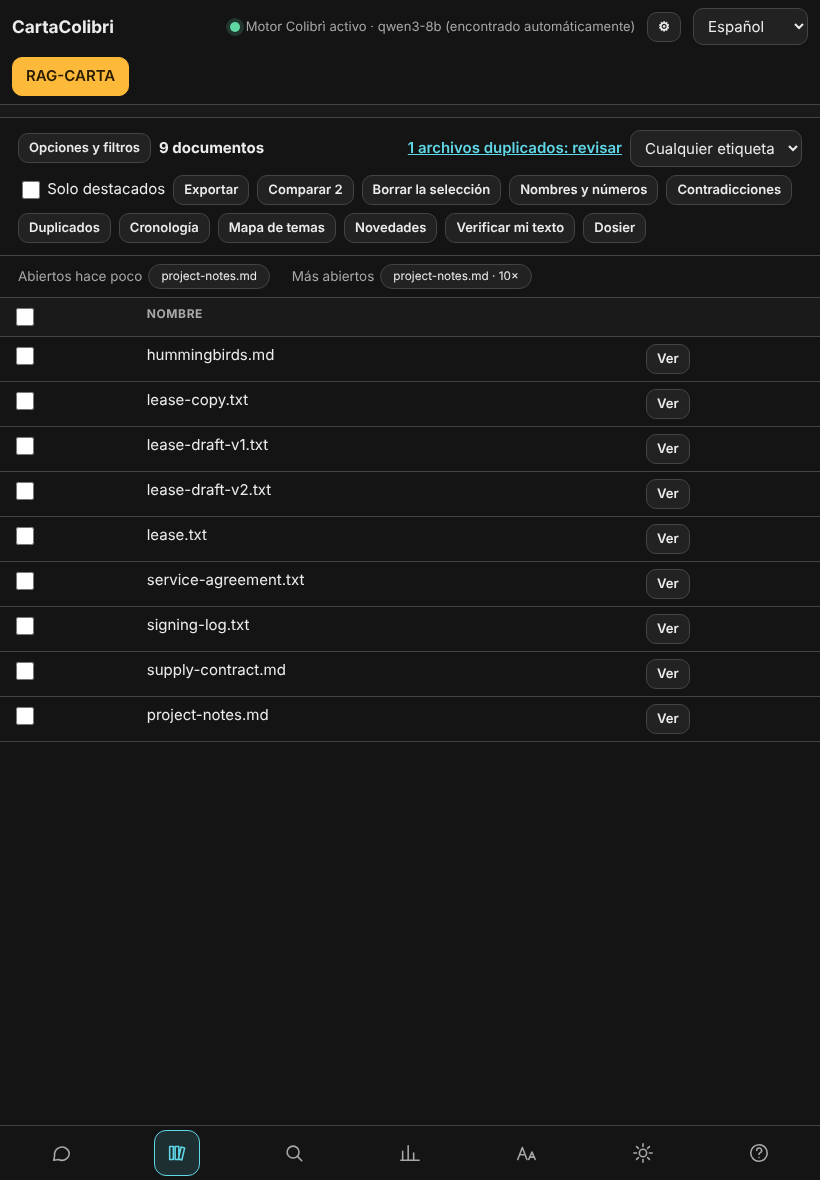 CartaColibri
Motor Colibrì activo · qwen3-8b (encontrado automáticamente)
Español
RAG-CARTA
Opciones y filtros
9 documentos
1 archivos duplicados: revisar
Cualquier etiqueta
Solo destacados
Exportar
Comparar 2
Borrar la selección
Nombres y números
Contradicciones
Duplicados
Cronología
Mapa de temas
Novedades
Verificar mi texto
Dosier
Abiertos hace poco
project-notes.md
Más abiertos
project-notes.md · 10×
NOMBRE
hummingbirds.md
Ver
lease-copy.txt
Ver
lease-draft-v1.txt
Ver
lease-draft-v2.txt
Ver
lease.txt
Ver
service-agreement.txt
Ver
signing-log.txt
Ver
supply-contract.md
Ver
project-notes.md
Ver
AA